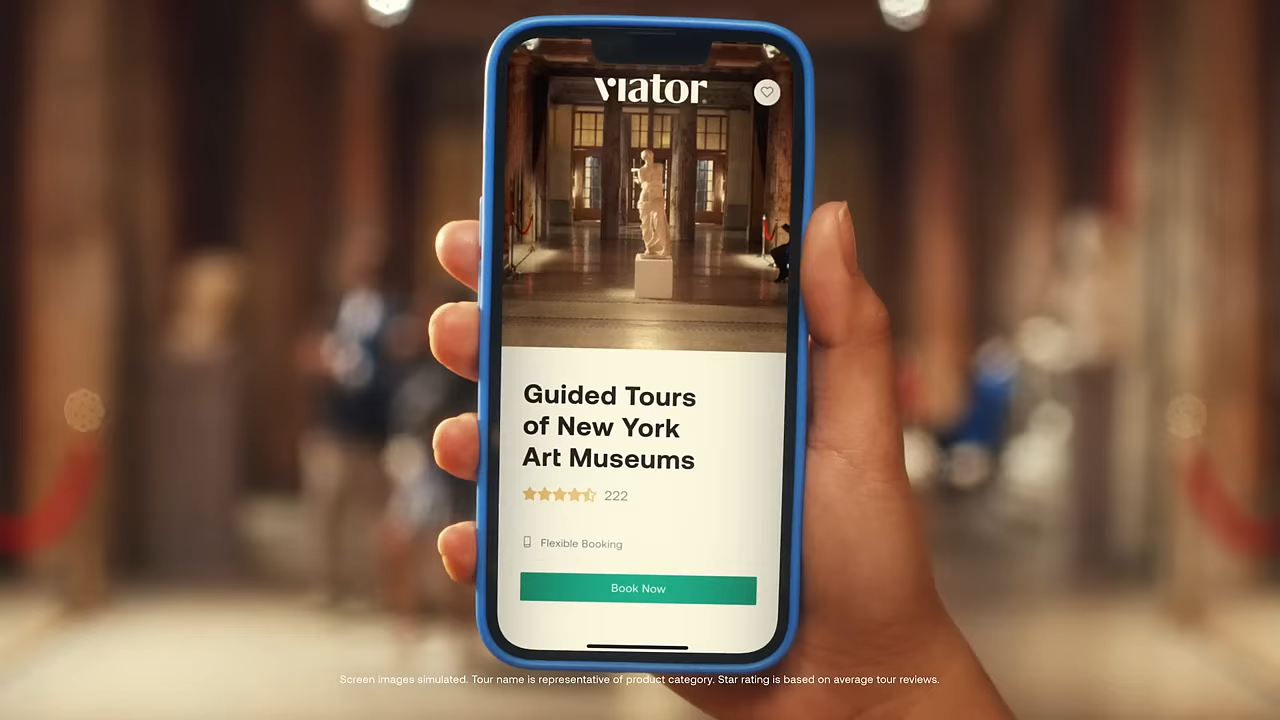 viator
Guided Tours
of New York
Art Museums
222
Flexible Booking
Book Now
Screen images simulated. Tour name is representative of product category. Star rating is based on average tour reviews.